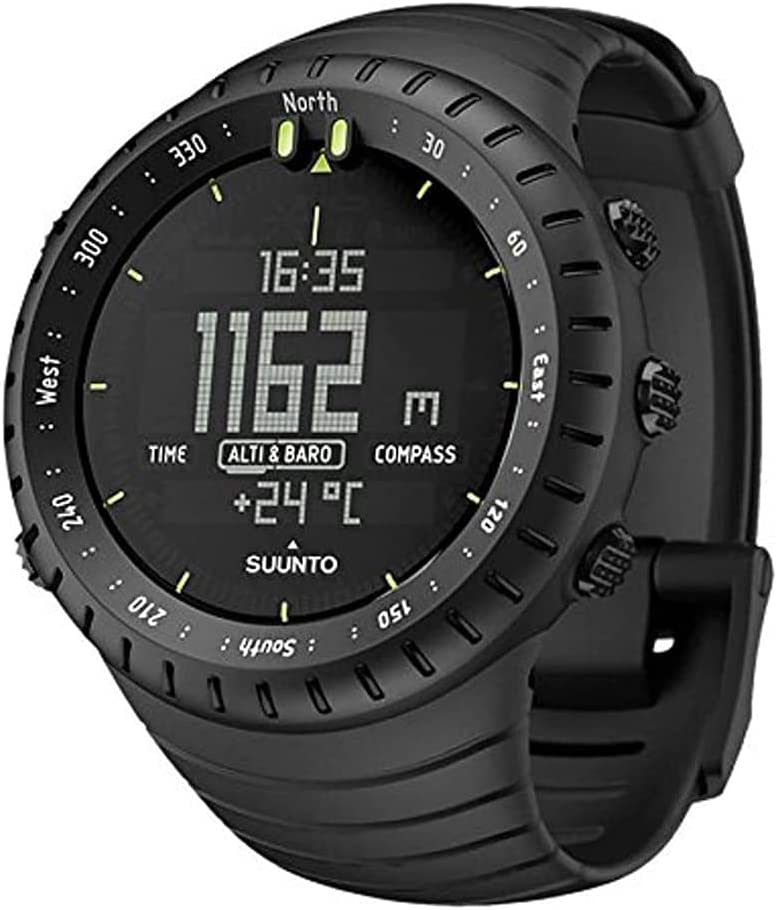 North
30
60
East
120
150
South
210
240
West
300
330
16:35
1162 m
TIME ALTI & BARO COMPASS
+24 °C
SUUNTO